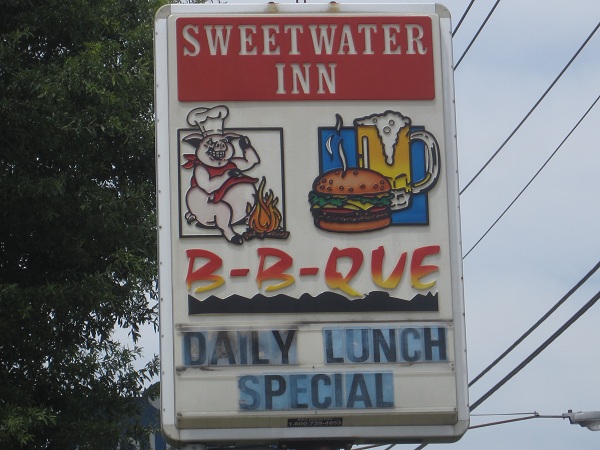 SWEETWATER
INN
B-B-QUE
DAILY LUNCH
SPECIAL